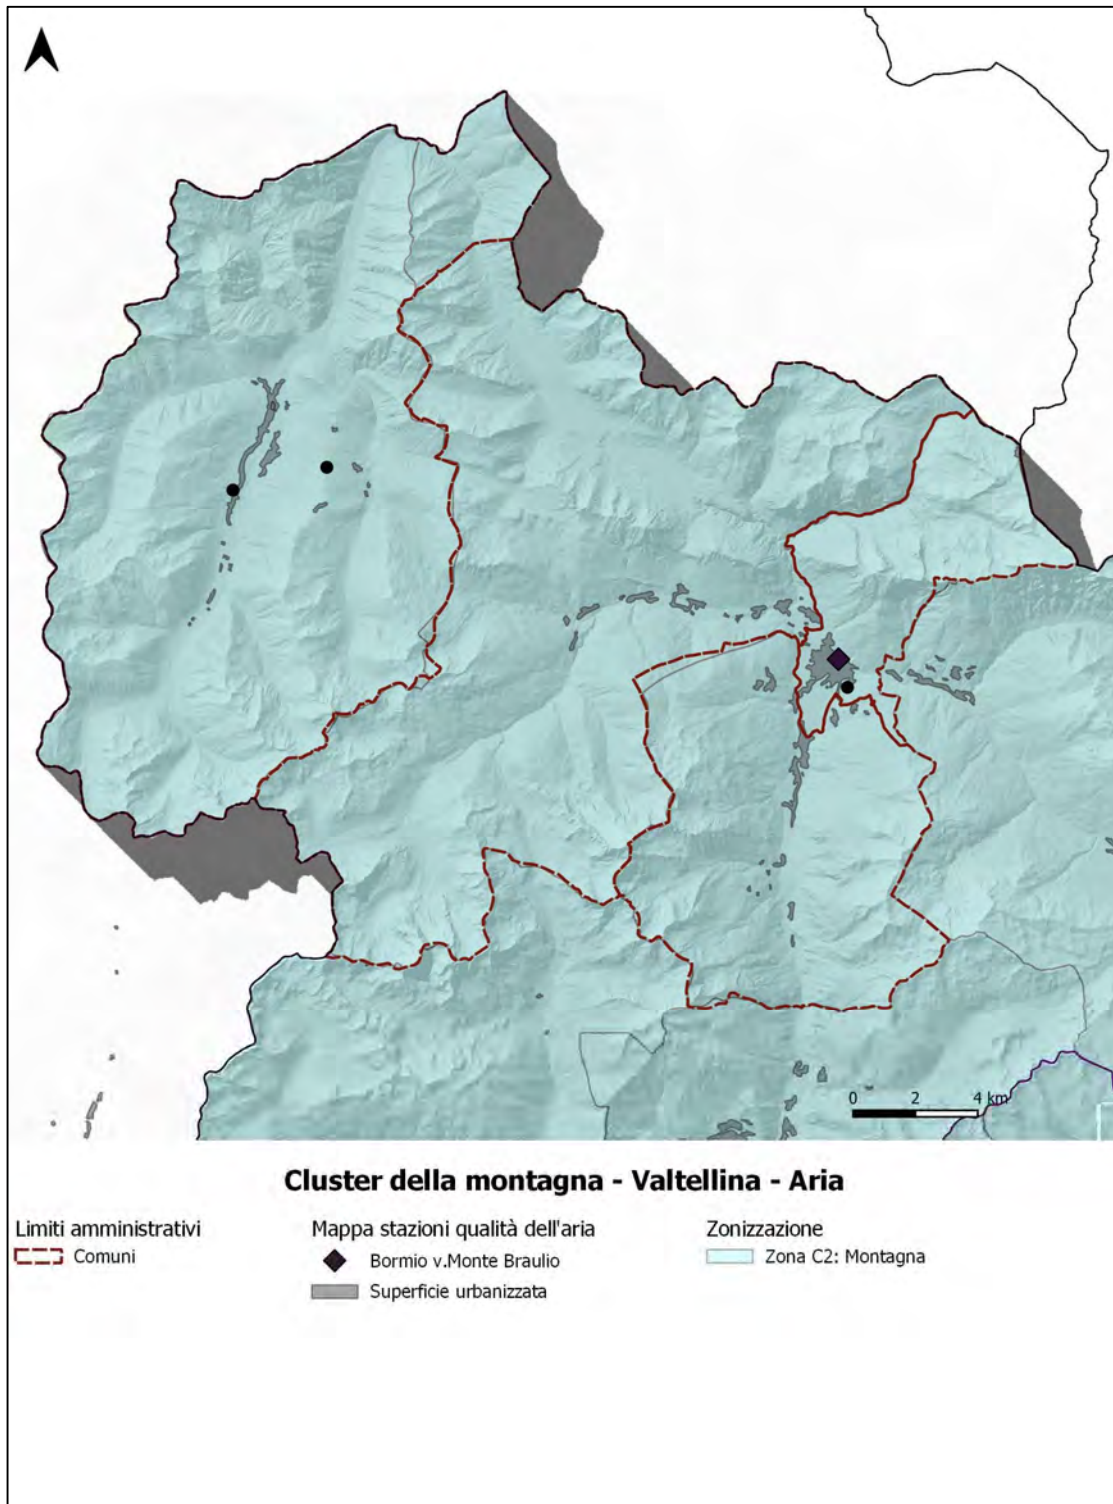 0 2 4 km
Cluster della montagna - Valtellina - Aria
Limiti amministrativi
Comuni
Mappa stazioni qualità dell'aria
Bormio v.Monte Braulio
Superficie urbanizzata
Zonizzazione
Zona C2: Montagna